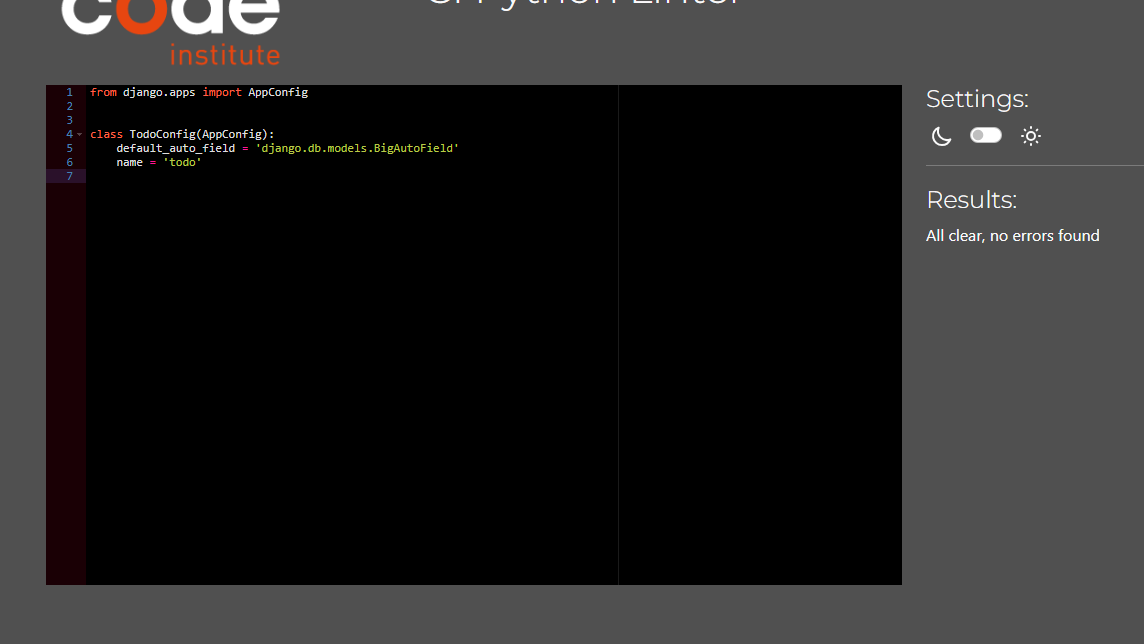 code
institute
CI Python Linter
1 from django.apps import AppConfig
2
3
4 class TodoConfig(AppConfig):
5     default_auto_field = 'django.db.models.BigAutoField'
6     name = 'todo'
7
Settings:
Results:
All clear, no errors found